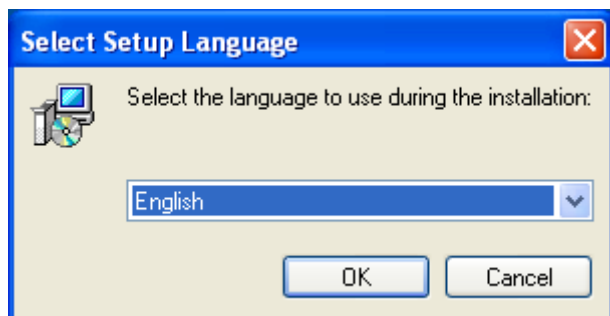 Select Setup Language
Select the language to use during the installation:
English
OK
Cancel